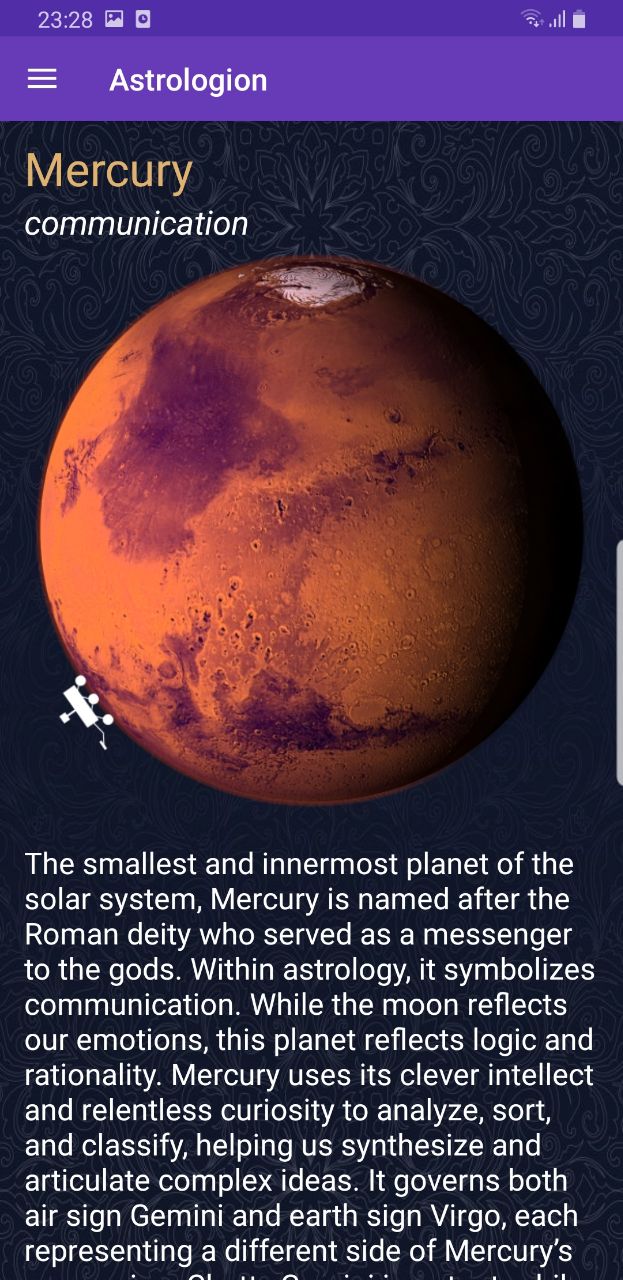 23:28
Astrologion
Mercury
communication
The smallest and innermost planet of the
solar system, Mercury is named after the
Roman deity who served as a messenger
to the gods. Within astrology, it symbolizes
communication. While the moon reflects
our emotions, this planet reflects logic and
rationality. Mercury uses its clever intellect
and relentless curiosity to analyze, sort,
and classify, helping us synthesize and
articulate complex ideas. It governs both
air sign Gemini and earth sign Virgo, each
representing a different side of Mercury’s